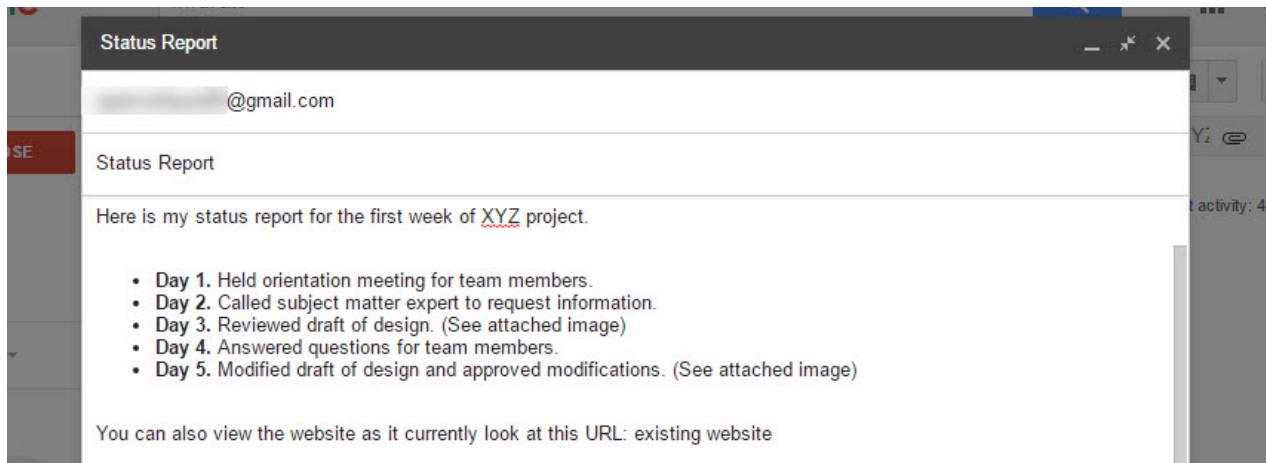 Status Report
@gmail.com
OSE
Status Report
Here is my status report for the first week of XYZ project.
t activity: 4
• Day 1. Held orientation meeting for team members.
• Day 2. Called subject matter expert to request information.
• Day 3. Reviewed draft of design. (See attached image)
• Day 4. Answered questions for team members.
• Day 5. Modified draft of design and approved modifications. (See attached image)
You can also view the website as it currently look at this URL: existing website